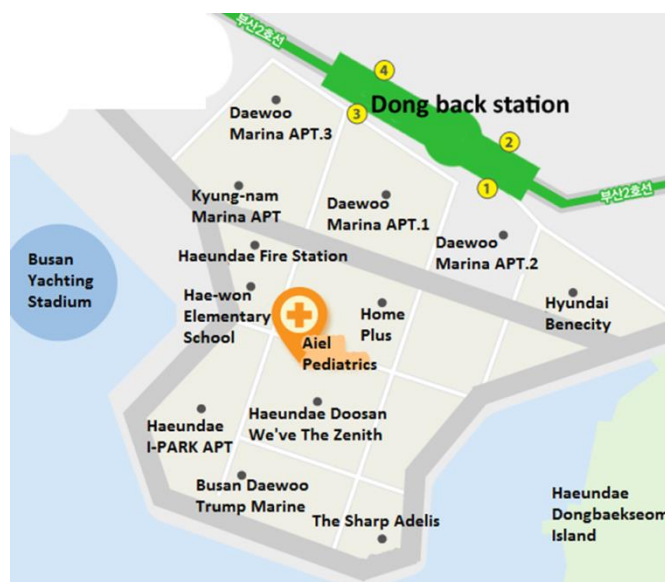 부산2호선
4
Dong back station
3
2
1
부산2호선
Daewoo
Marina APT.3
Kyung-nam
Marina APT
Daewoo
Marina APT.1
Daewoo
Marina APT.2
Haeundae Fire Station
Busan
Yachting
Stadium
Hae-won
Elementary
School
Home
Plus
Hyundai
Benecity
Aiel
Pediatrics
Haeundae
I-PARK APT
Haeundae Doosan
We've The Zenith
Busan Daewoo
Trump Marine
The Sharp Adelis
Haeundae
Dongbaekseom
Island